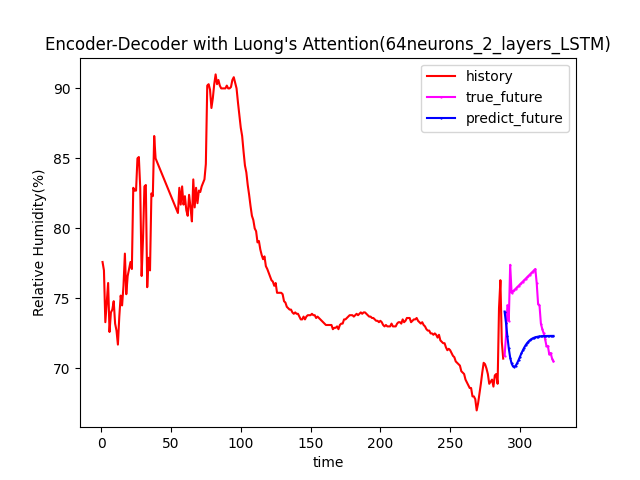 Encoder-Decoder with Luong's Attention(64neurons_2_layers_LSTM)
history
true_future
predict_future
Relative Humidity(%)
90
85
80
75
70
0 50 100 150 200 250 300
time